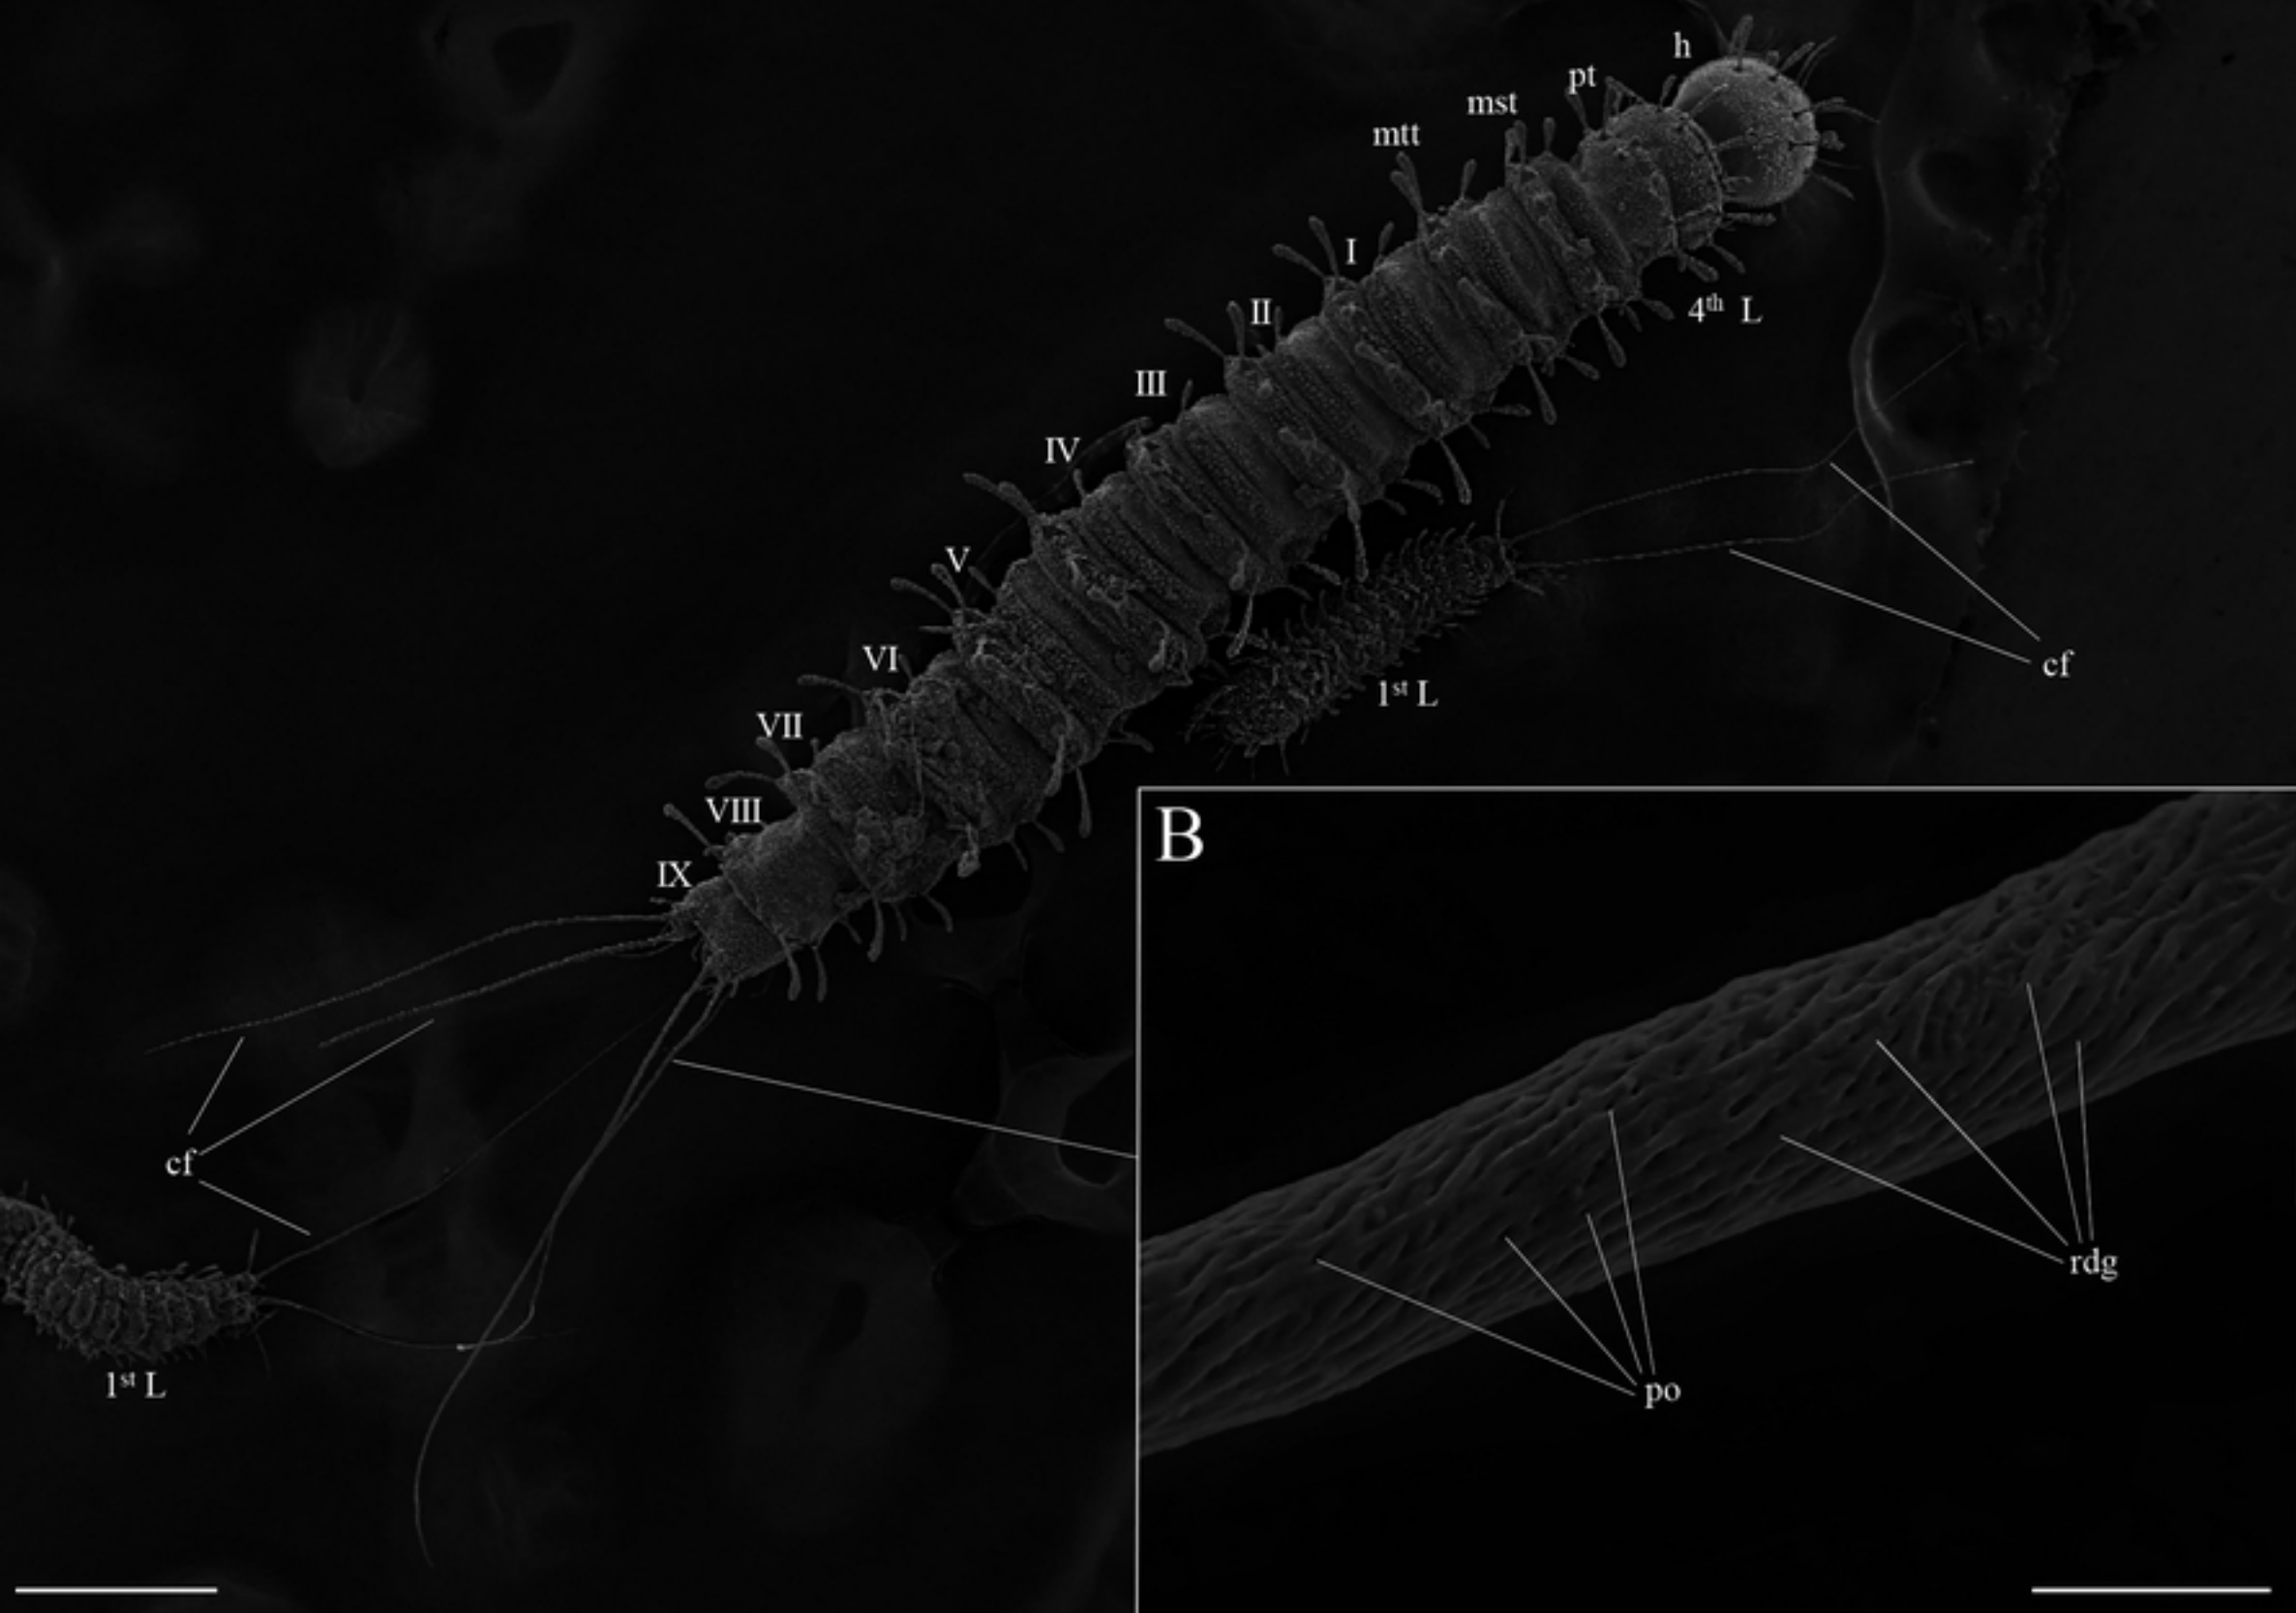 h
pt
mst
mtt
I
II
4th L
III
IV
V
VI
cf
1st L
VII
VIII
B
IX
cf
rdg
1st L
po